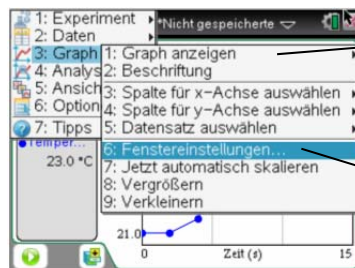 1: Experiment
*Nicht gespeicherte
2: Daten
3: Graph
1: Graph anzeigen
4: Analys
2: Beschriftung
5: Ansich
3: Spalte für x-Achse auswählen
6: Option
4: Spalte für y-Achse auswählen
7: Tipps
5: Datensatz auswählen
6: Fenstereinstellungen...
23.0 °C
7: Jetzt automatisch skalieren
8: Vergrößern
9: Verkleinern
21.0
0
Zeit (s)
15